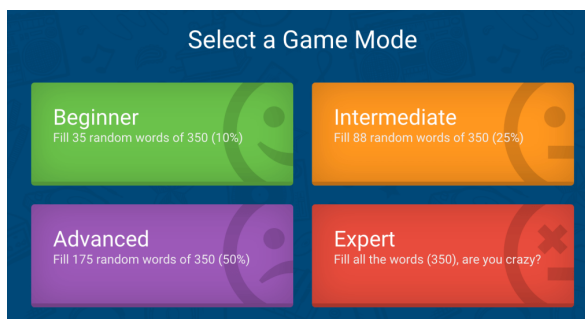 Select a Game Mode
Beginner
Fill 35 random words of 350 (10%)
Intermediate
Fill 88 random words of 350 (25%)
Advanced
Fill 175 random words of 350 (50%)
Expert
Fill all the words (350), are you crazy?